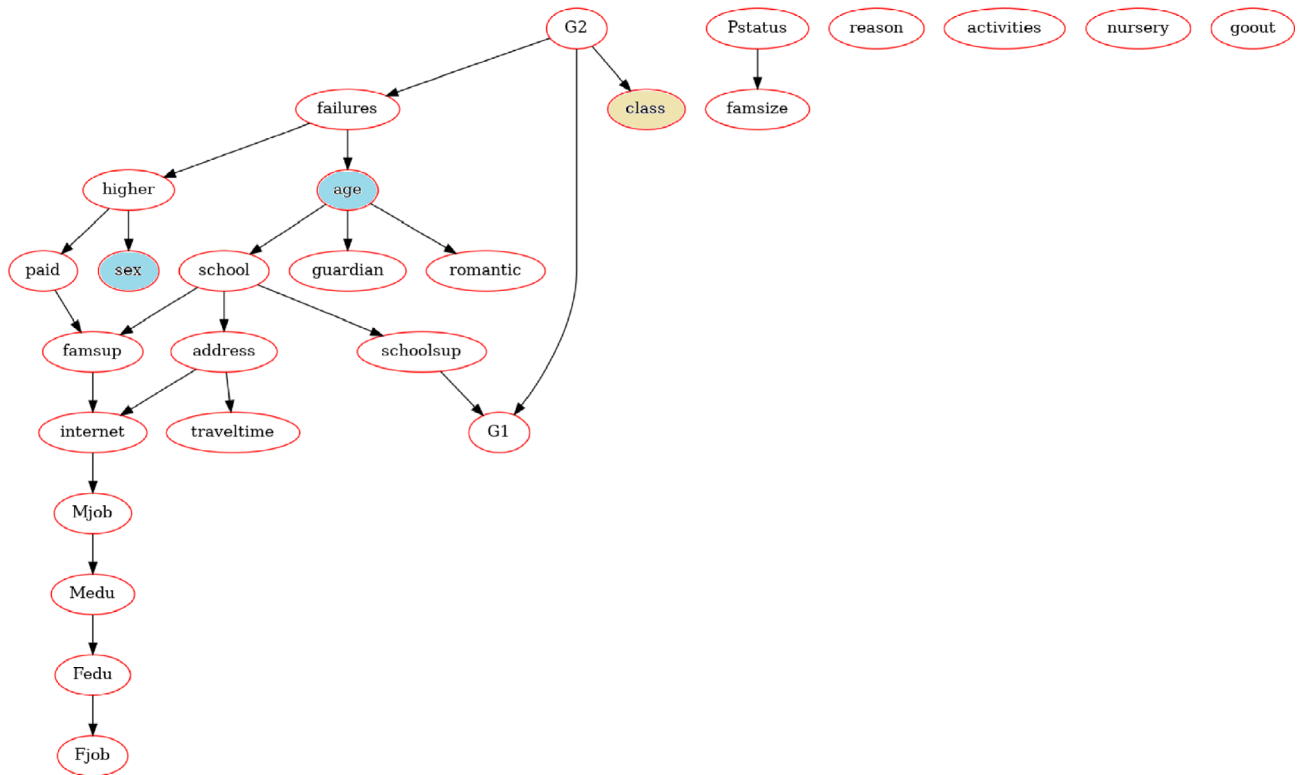 G2
Pstatus
reason
activities
nursery
goout
failures
class
famsize
higher
age
paid
sex
school
guardian
romantic
famsup
address
schoolsup
internet
traveltime
G1
Mjob
Medu
Fedu
Fjob